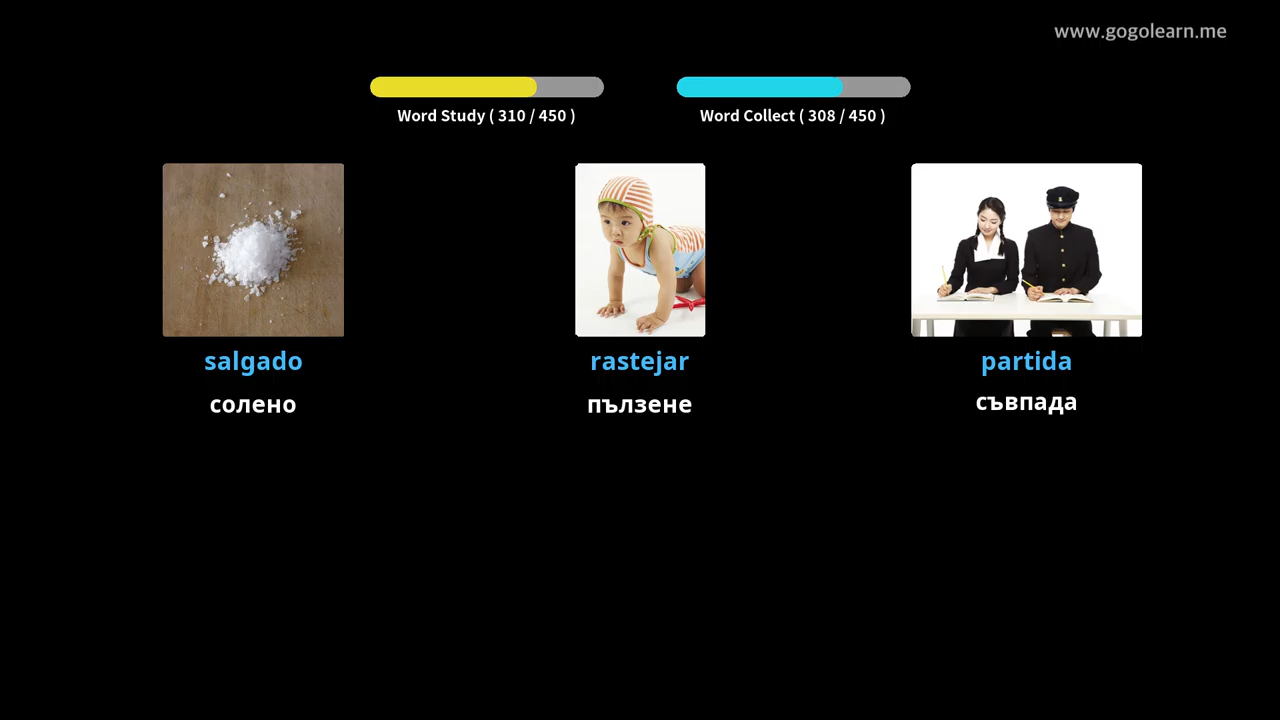 www.gogolearn.me
Word Study ( 310 / 450 )
Word Collect ( 308 / 450 )
salgado
rastejar
partida
солено
пълзене
съвпада